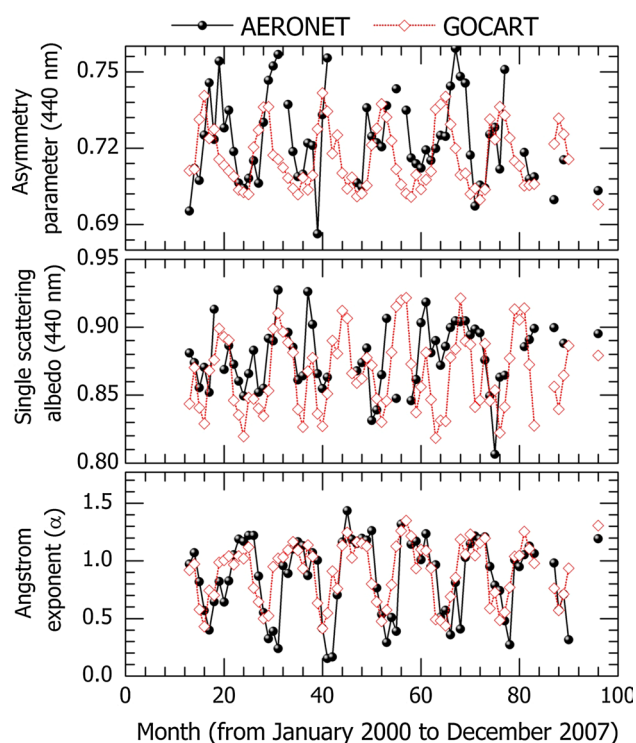 AERONET GOCART
Asymmetry
parameter (440 nm)
0.75
0.72
0.69
Single scattering
albedo (440 nm)
0.95
0.90
0.85
0.80
Angstrom
exponent (α)
1.5
1.0
0.5
0.0
0 20 40 60 80 100
Month (from January 2000 to December 2007)